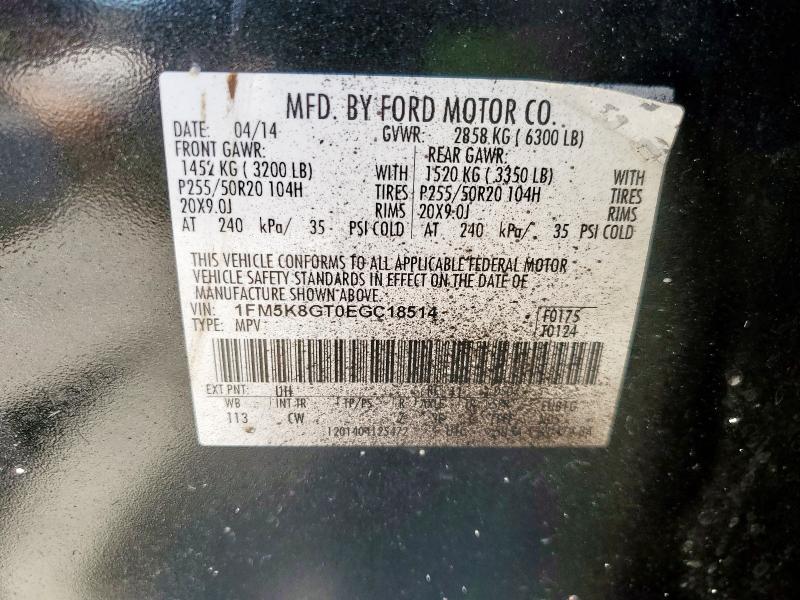 MFD. BY FORD MOTOR CO.
DATE: 04/14 GVWR: 2858 KG ( 6300 LB)
FRONT GAWR: REAR GAWR:
1452 KG ( 3200 LB) WITH 1520 KG ( 3350 LB) WITH
P255/50R20 104H TIRES P255/50R20 104H TIRES
20X9.0J RIMS 20X9.0J RIMS
AT 240 kPa/ 35 PSI COLD AT 240 kPa/ 35 PSI COLD
THIS VEHICLE CONFORMS TO ALL APPLICABLE FEDERAL MOTOR
VEHICLE SAFETY STANDARDS IN EFFECT ON THE DATE OF
MANUFACTURE SHOWN ABOVE.
VIN: 1FM5K8GT0EGC18514 F0175
TYPE: MPV T0124
EXT PNT: UH
WB INT TR TP/PS R AXLE
113 CW